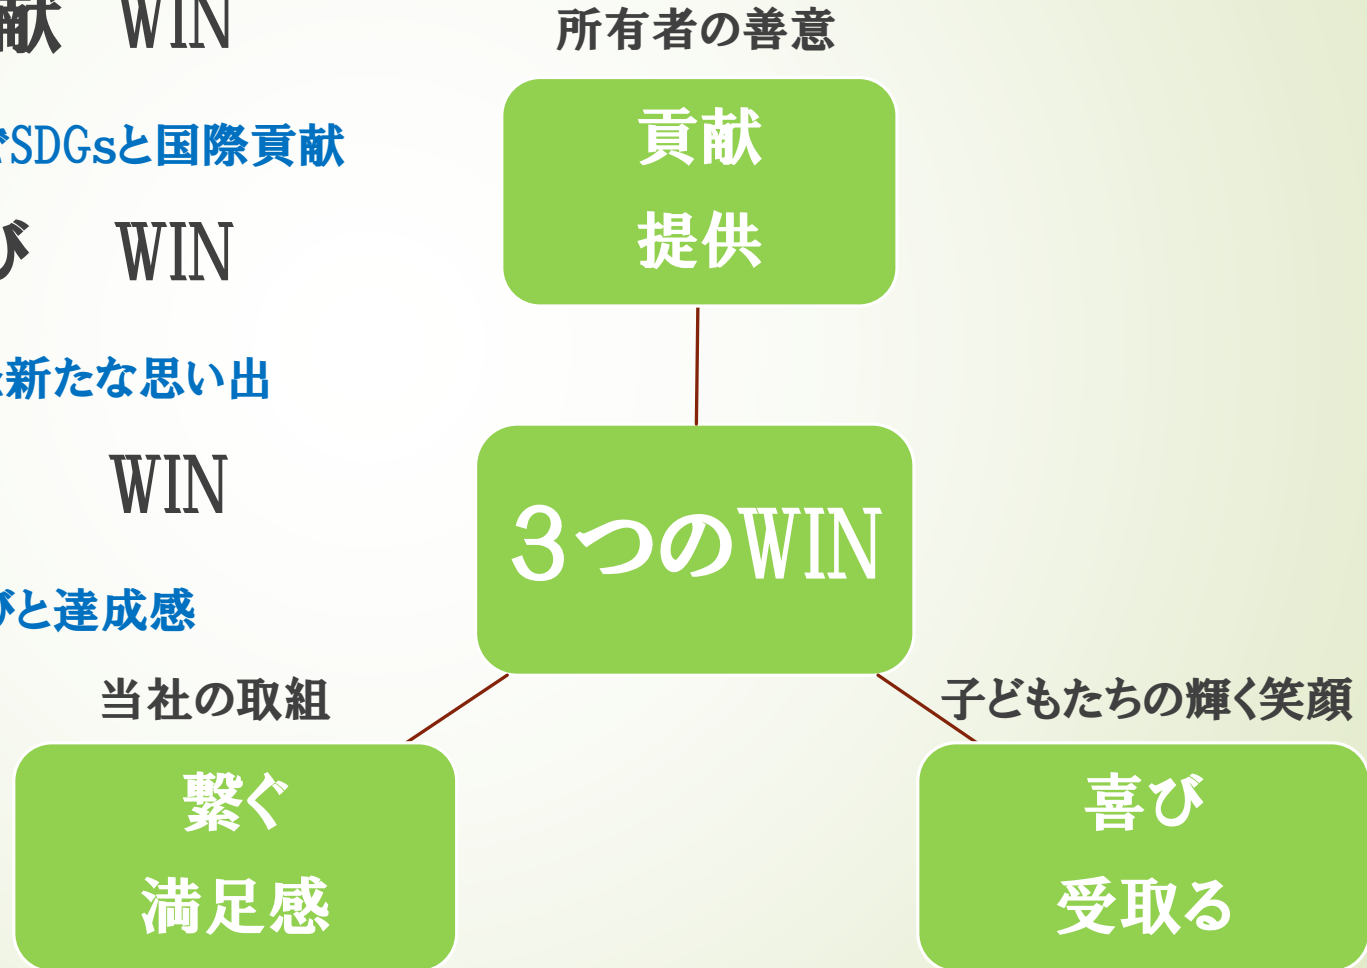 献 WIN
でSDGsと国際貢献
び WIN
新たな思い出
WIN
びと達成感
所有者の善意
貢献
提供
３つのWIN
当社の取組
繋ぐ
満足感
子どもたちの輝く笑顔
喜び
受取る